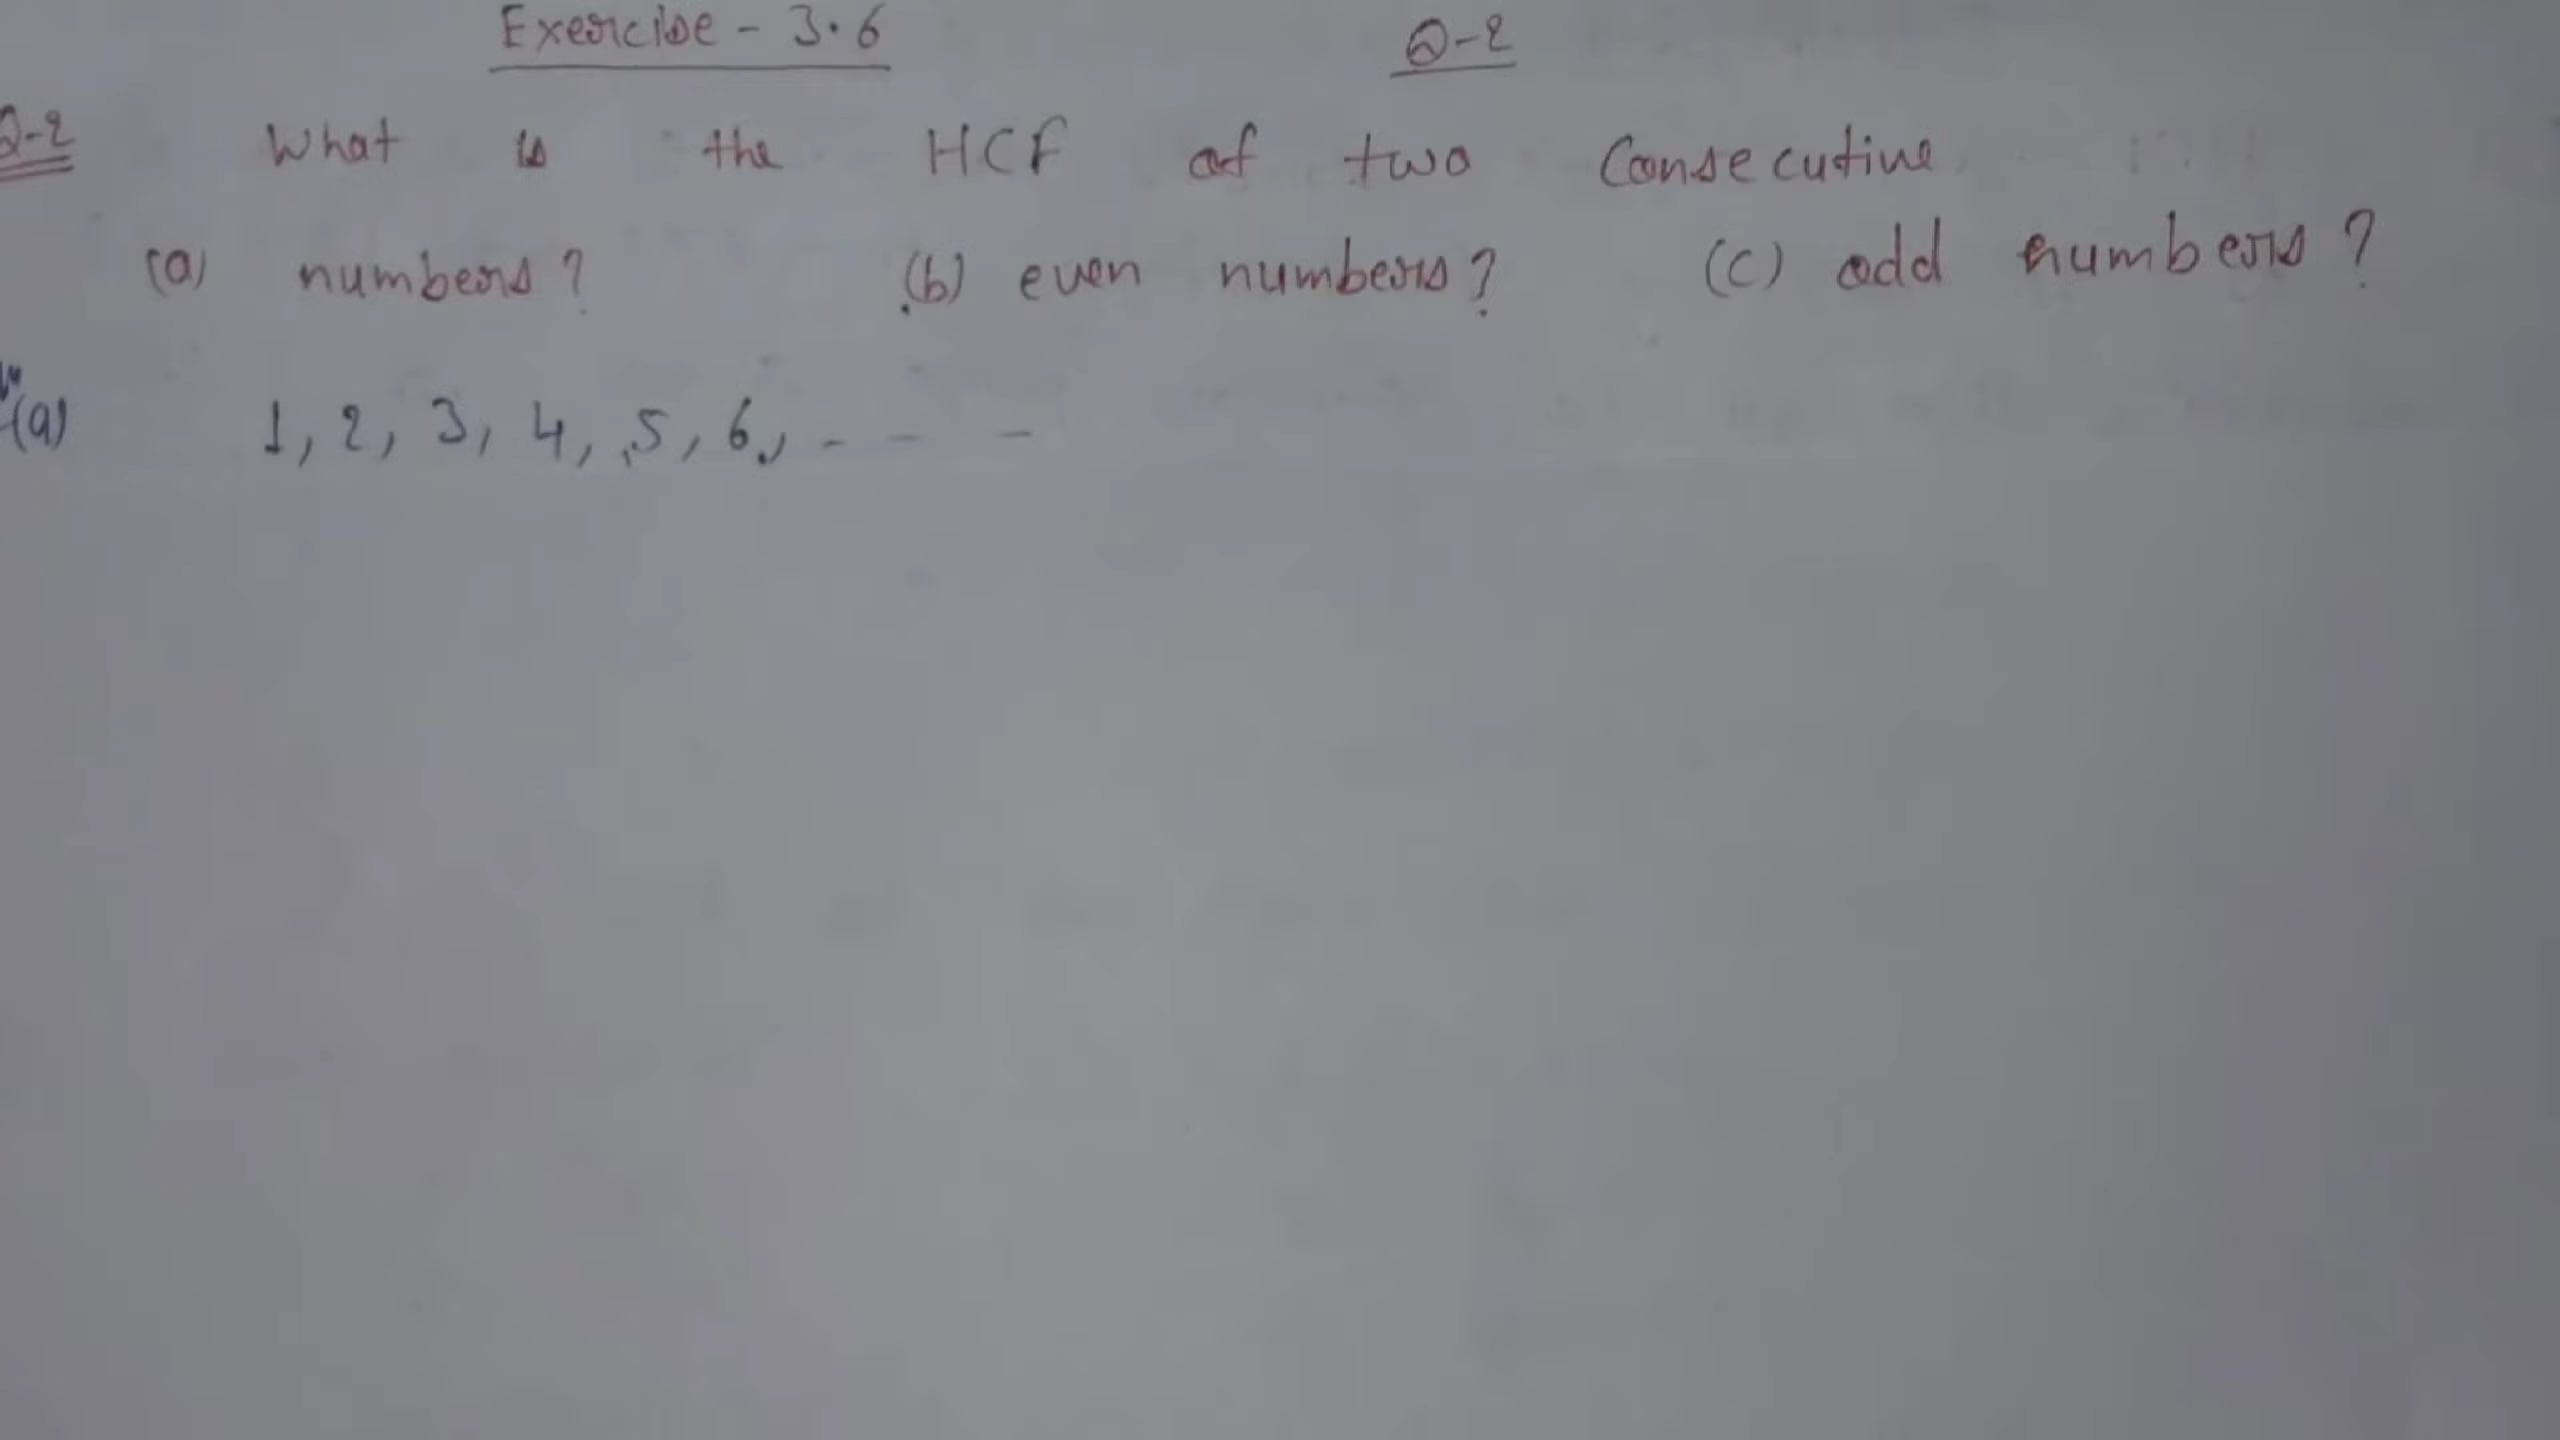 Exercise - 3.6 Q-2
Q-2 What is the HCF of two Consecutive
(a) numbers? (b) even numbers? (c) odd numbers?
(a) 1, 2, 3, 4, 5, 6, - - -